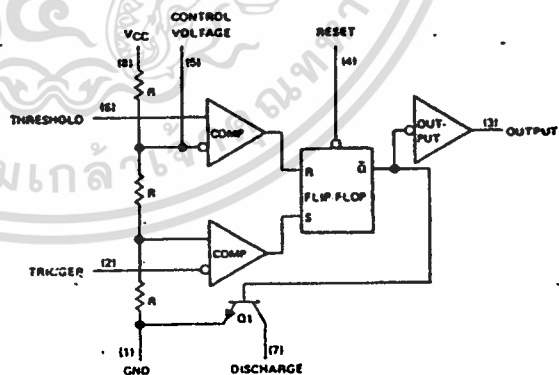 CONTROL
VOLTAGE
VCC
RESET
(8)
(5)
(4)
R
THRESHOLD
(6)
COMP
R
Q̄
FLIP-FLOP
S
OUT-
PUT
(3)
OUTPUT
R
COMP
TRIGGER
(2)
R
Q1
(1)
GND
(7)
DISCHARGE